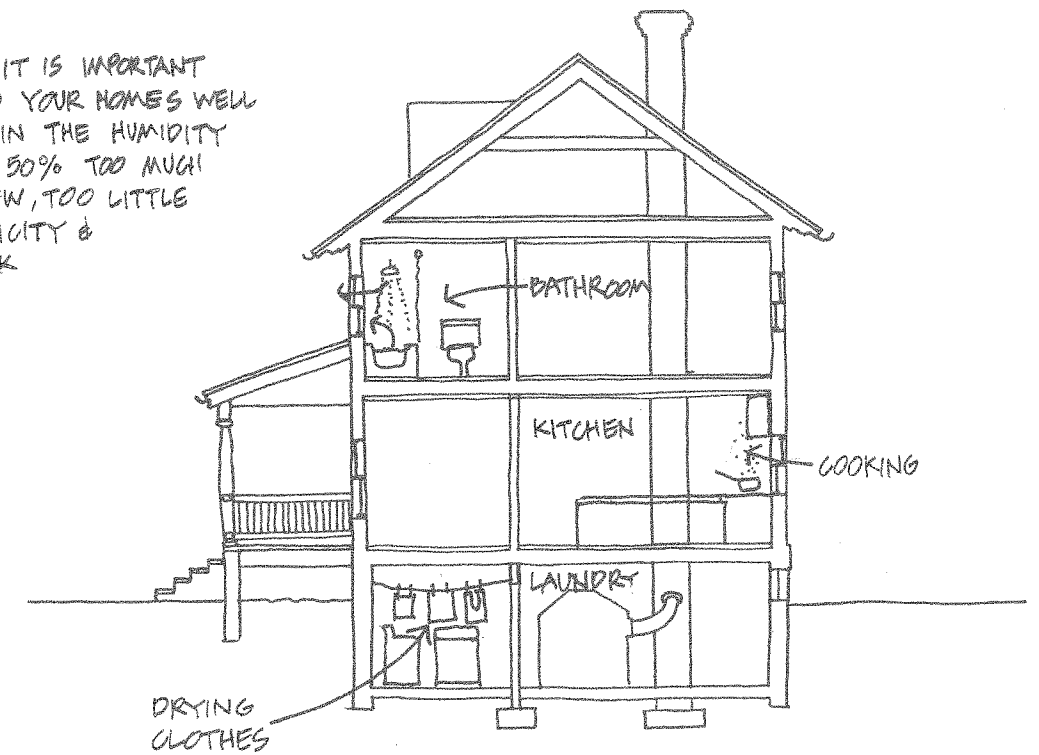 IT IS IMPORTANT
YOUR HOMES WELL
IN THE HUMIDITY
50% TOO MUCH
W, TOO LITTLE
ICITY &
K
BATHROOM
KITCHEN
COOKING
LAUNDRY
DRYING
CLOTHES